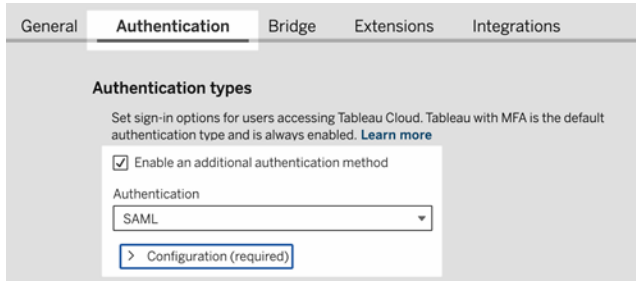 General Authentication Bridge Extensions Integrations
Authentication types
Set sign-in options for users accessing Tableau Cloud. Tableau with MFA is the default
authentication type and is always enabled. Learn more
Enable an additional authentication method
Authentication
SAML
Configuration (required)